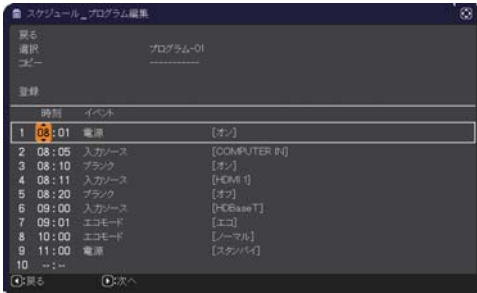 スケジュール_プログラム編集
戻る
選択 プログラム-01
コピー -----------
登録
時刻 イベント
1 08:01 電源 [オン]
2 08:05 入力ソース [COMPUTER IN]
3 08:10 ブランク [オン]
4 08:11 入力ソース [HDMI 1]
5 08:20 ブランク [オフ]
6 09:00 入力ソース [HDBaseT]
7 09:01 エコモード [エコ]
8 10:00 エコモード [ノーマル]
9 11:00 電源 [スタンバイ]
10 --:--
:戻る :次へ